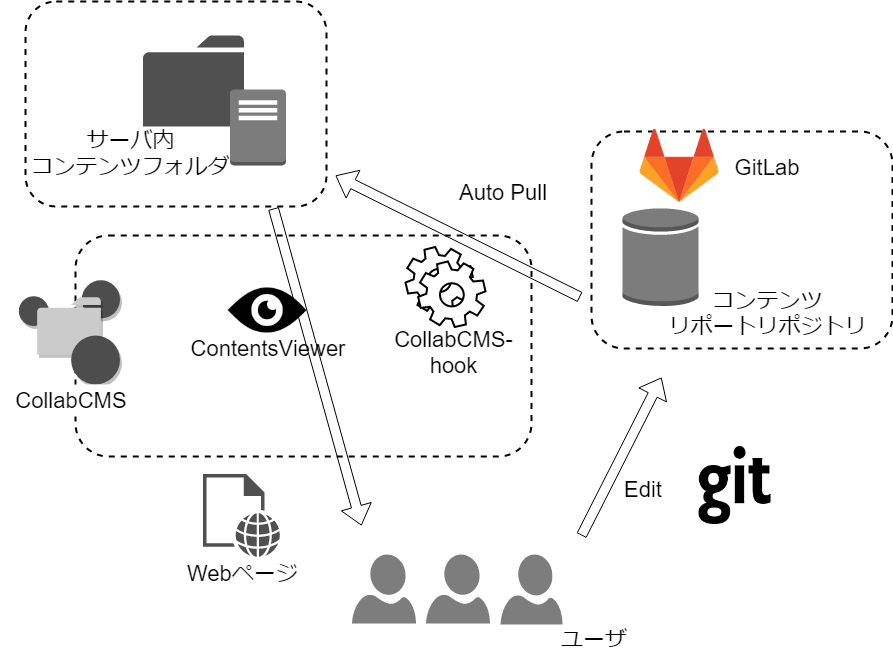 サーバ内
コンテンツフォルダ
Auto Pull
GitLab
コンテンツ
リポートリポジトリ
ContentsViewer
CollabCMS-
hook
CollabCMS
Edit
git
Webページ
ユーザ